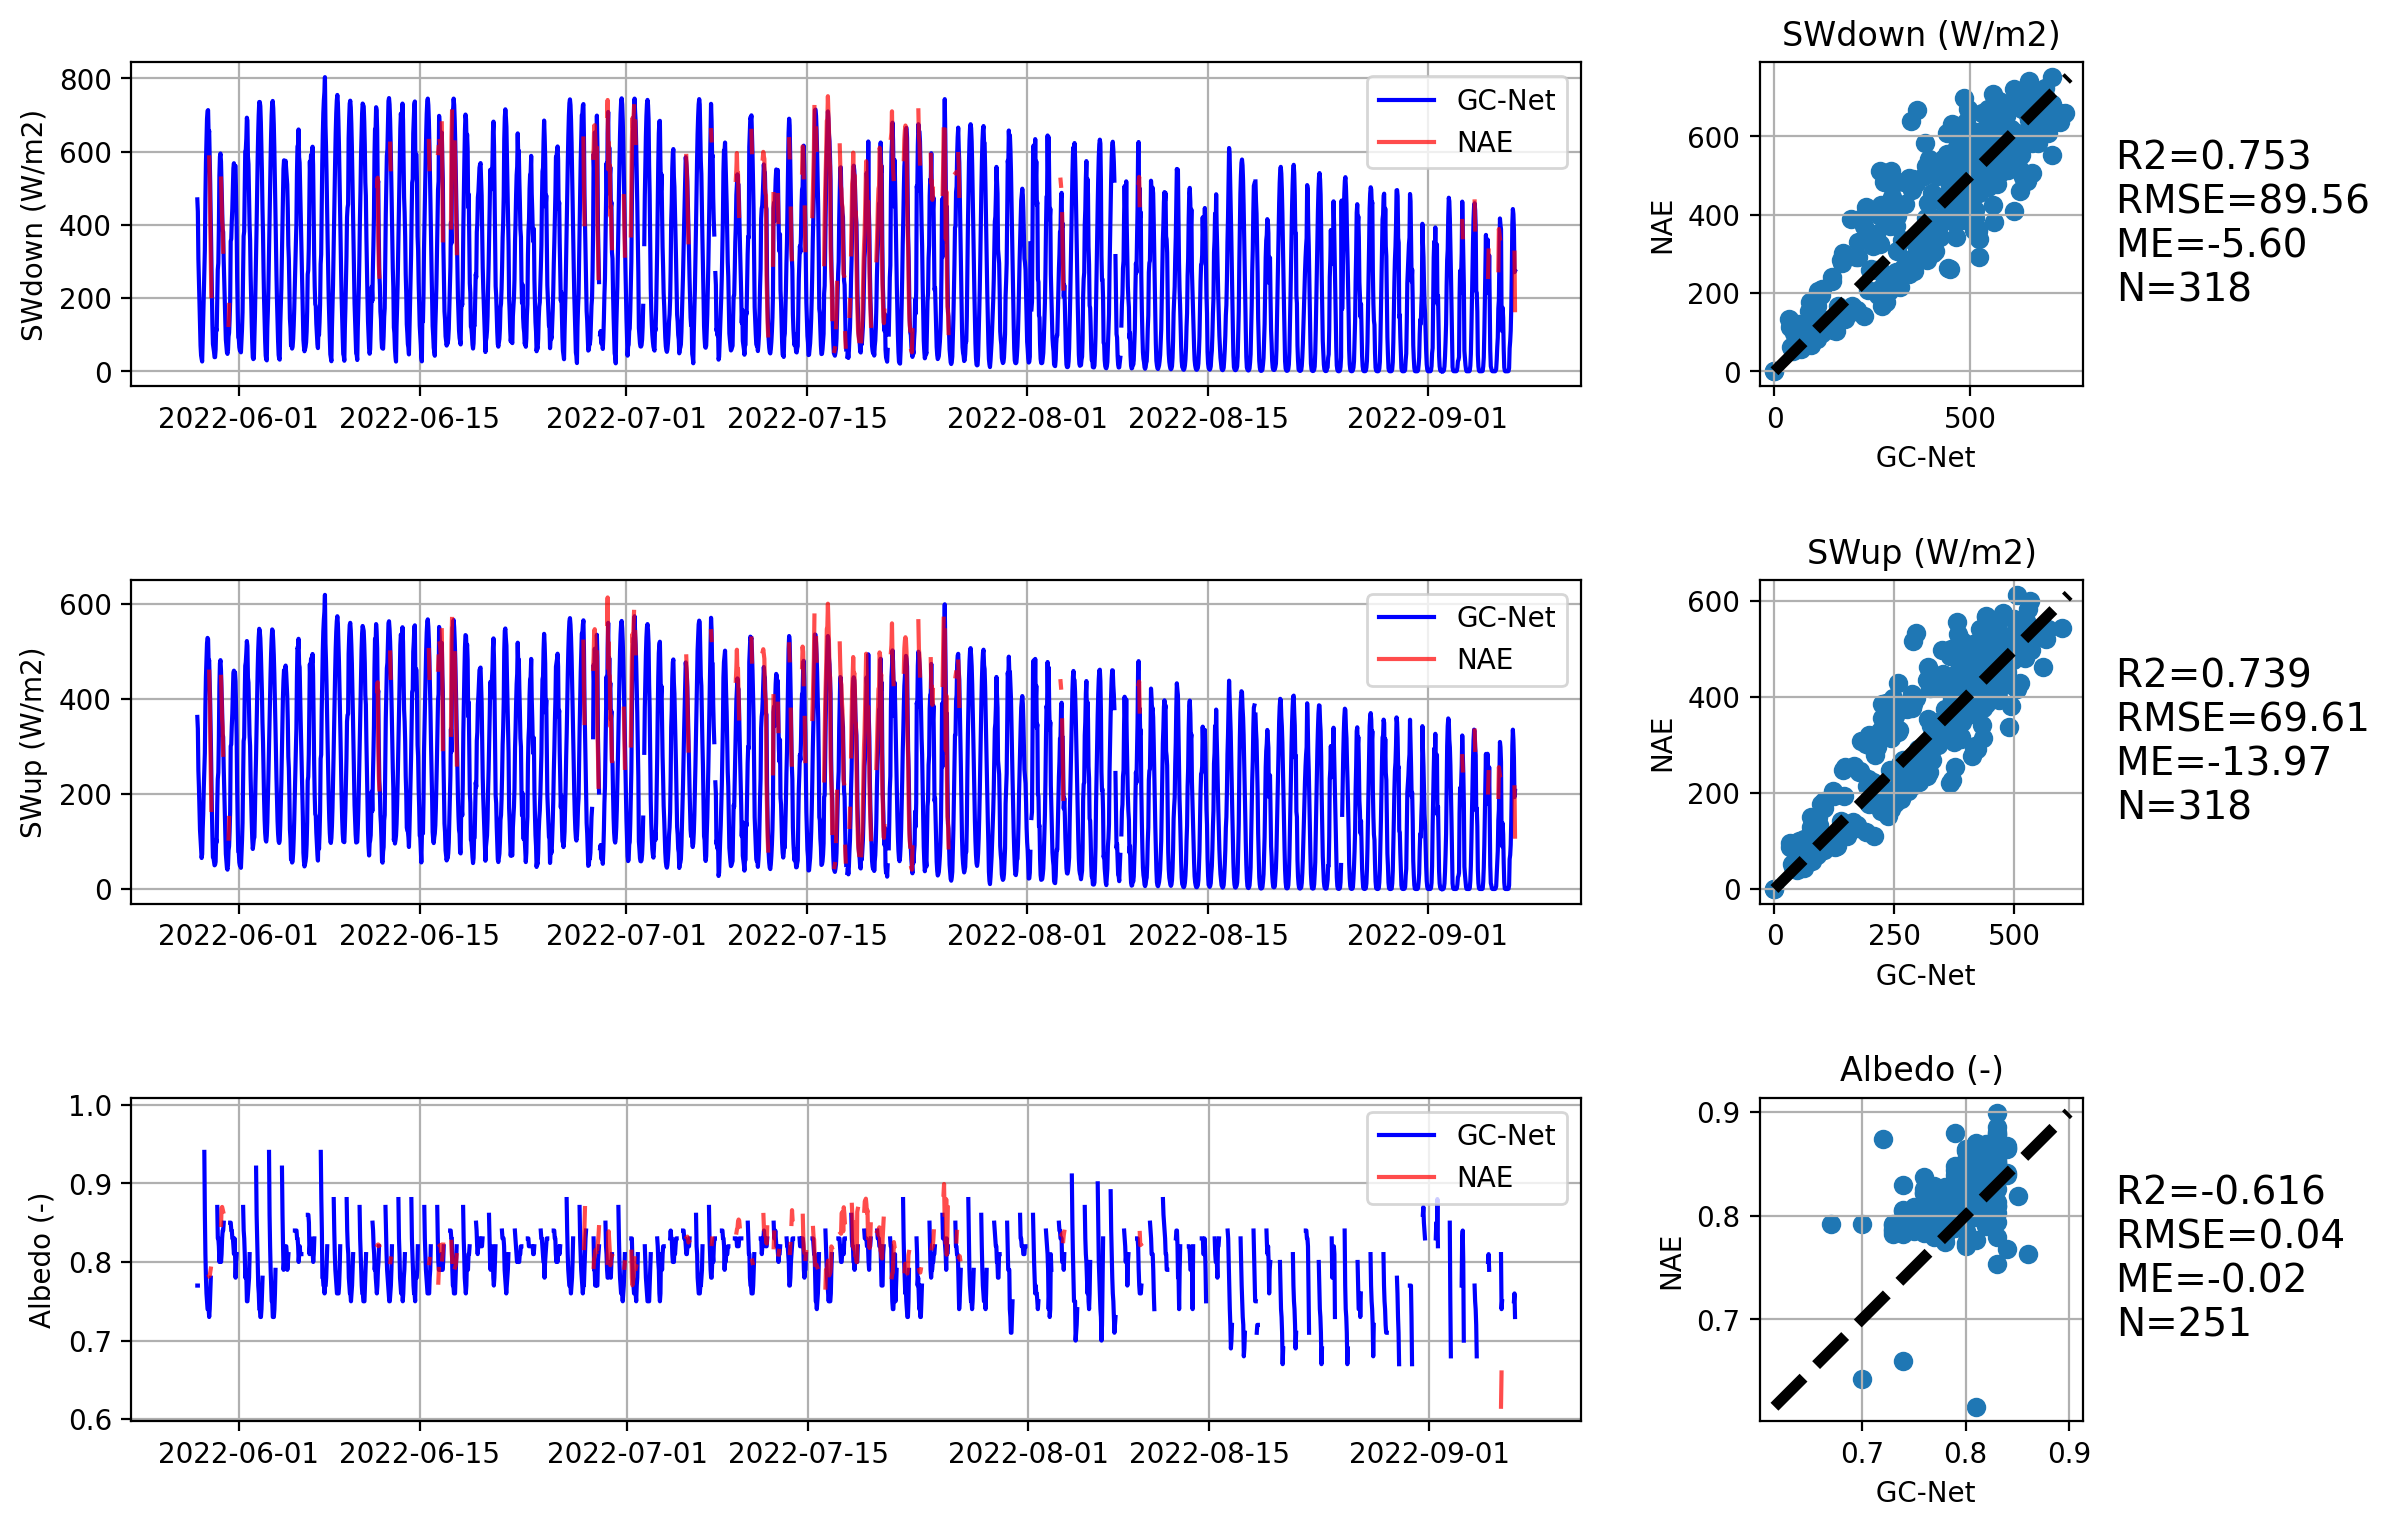 SWdown (W/m2)
800
600
400
200
0
GC-Net
NAE
2022-06-01 2022-06-15 2022-07-01 2022-07-15 2022-08-01 2022-08-15 2022-09-01
SWdown (W/m2)
NAE
600
400
200
0
0 500
GC-Net
R2=0.753
RMSE=89.56
ME=-5.60
N=318
SWup (W/m2)
600
400
200
0
GC-Net
NAE
2022-06-01 2022-06-15 2022-07-01 2022-07-15 2022-08-01 2022-08-15 2022-09-01
SWup (W/m2)
NAE
600
400
200
0
0 250 500
GC-Net
R2=0.739
RMSE=69.61
ME=-13.97
N=318
Albedo (-)
1.0
0.9
0.8
0.7
0.6
GC-Net
NAE
2022-06-01 2022-06-15 2022-07-01 2022-07-15 2022-08-01 2022-08-15 2022-09-01
Albedo (-)
NAE
0.9
0.8
0.7
0.7 0.8 0.9
GC-Net
R2=-0.616
RMSE=0.04
ME=-0.02
N=251